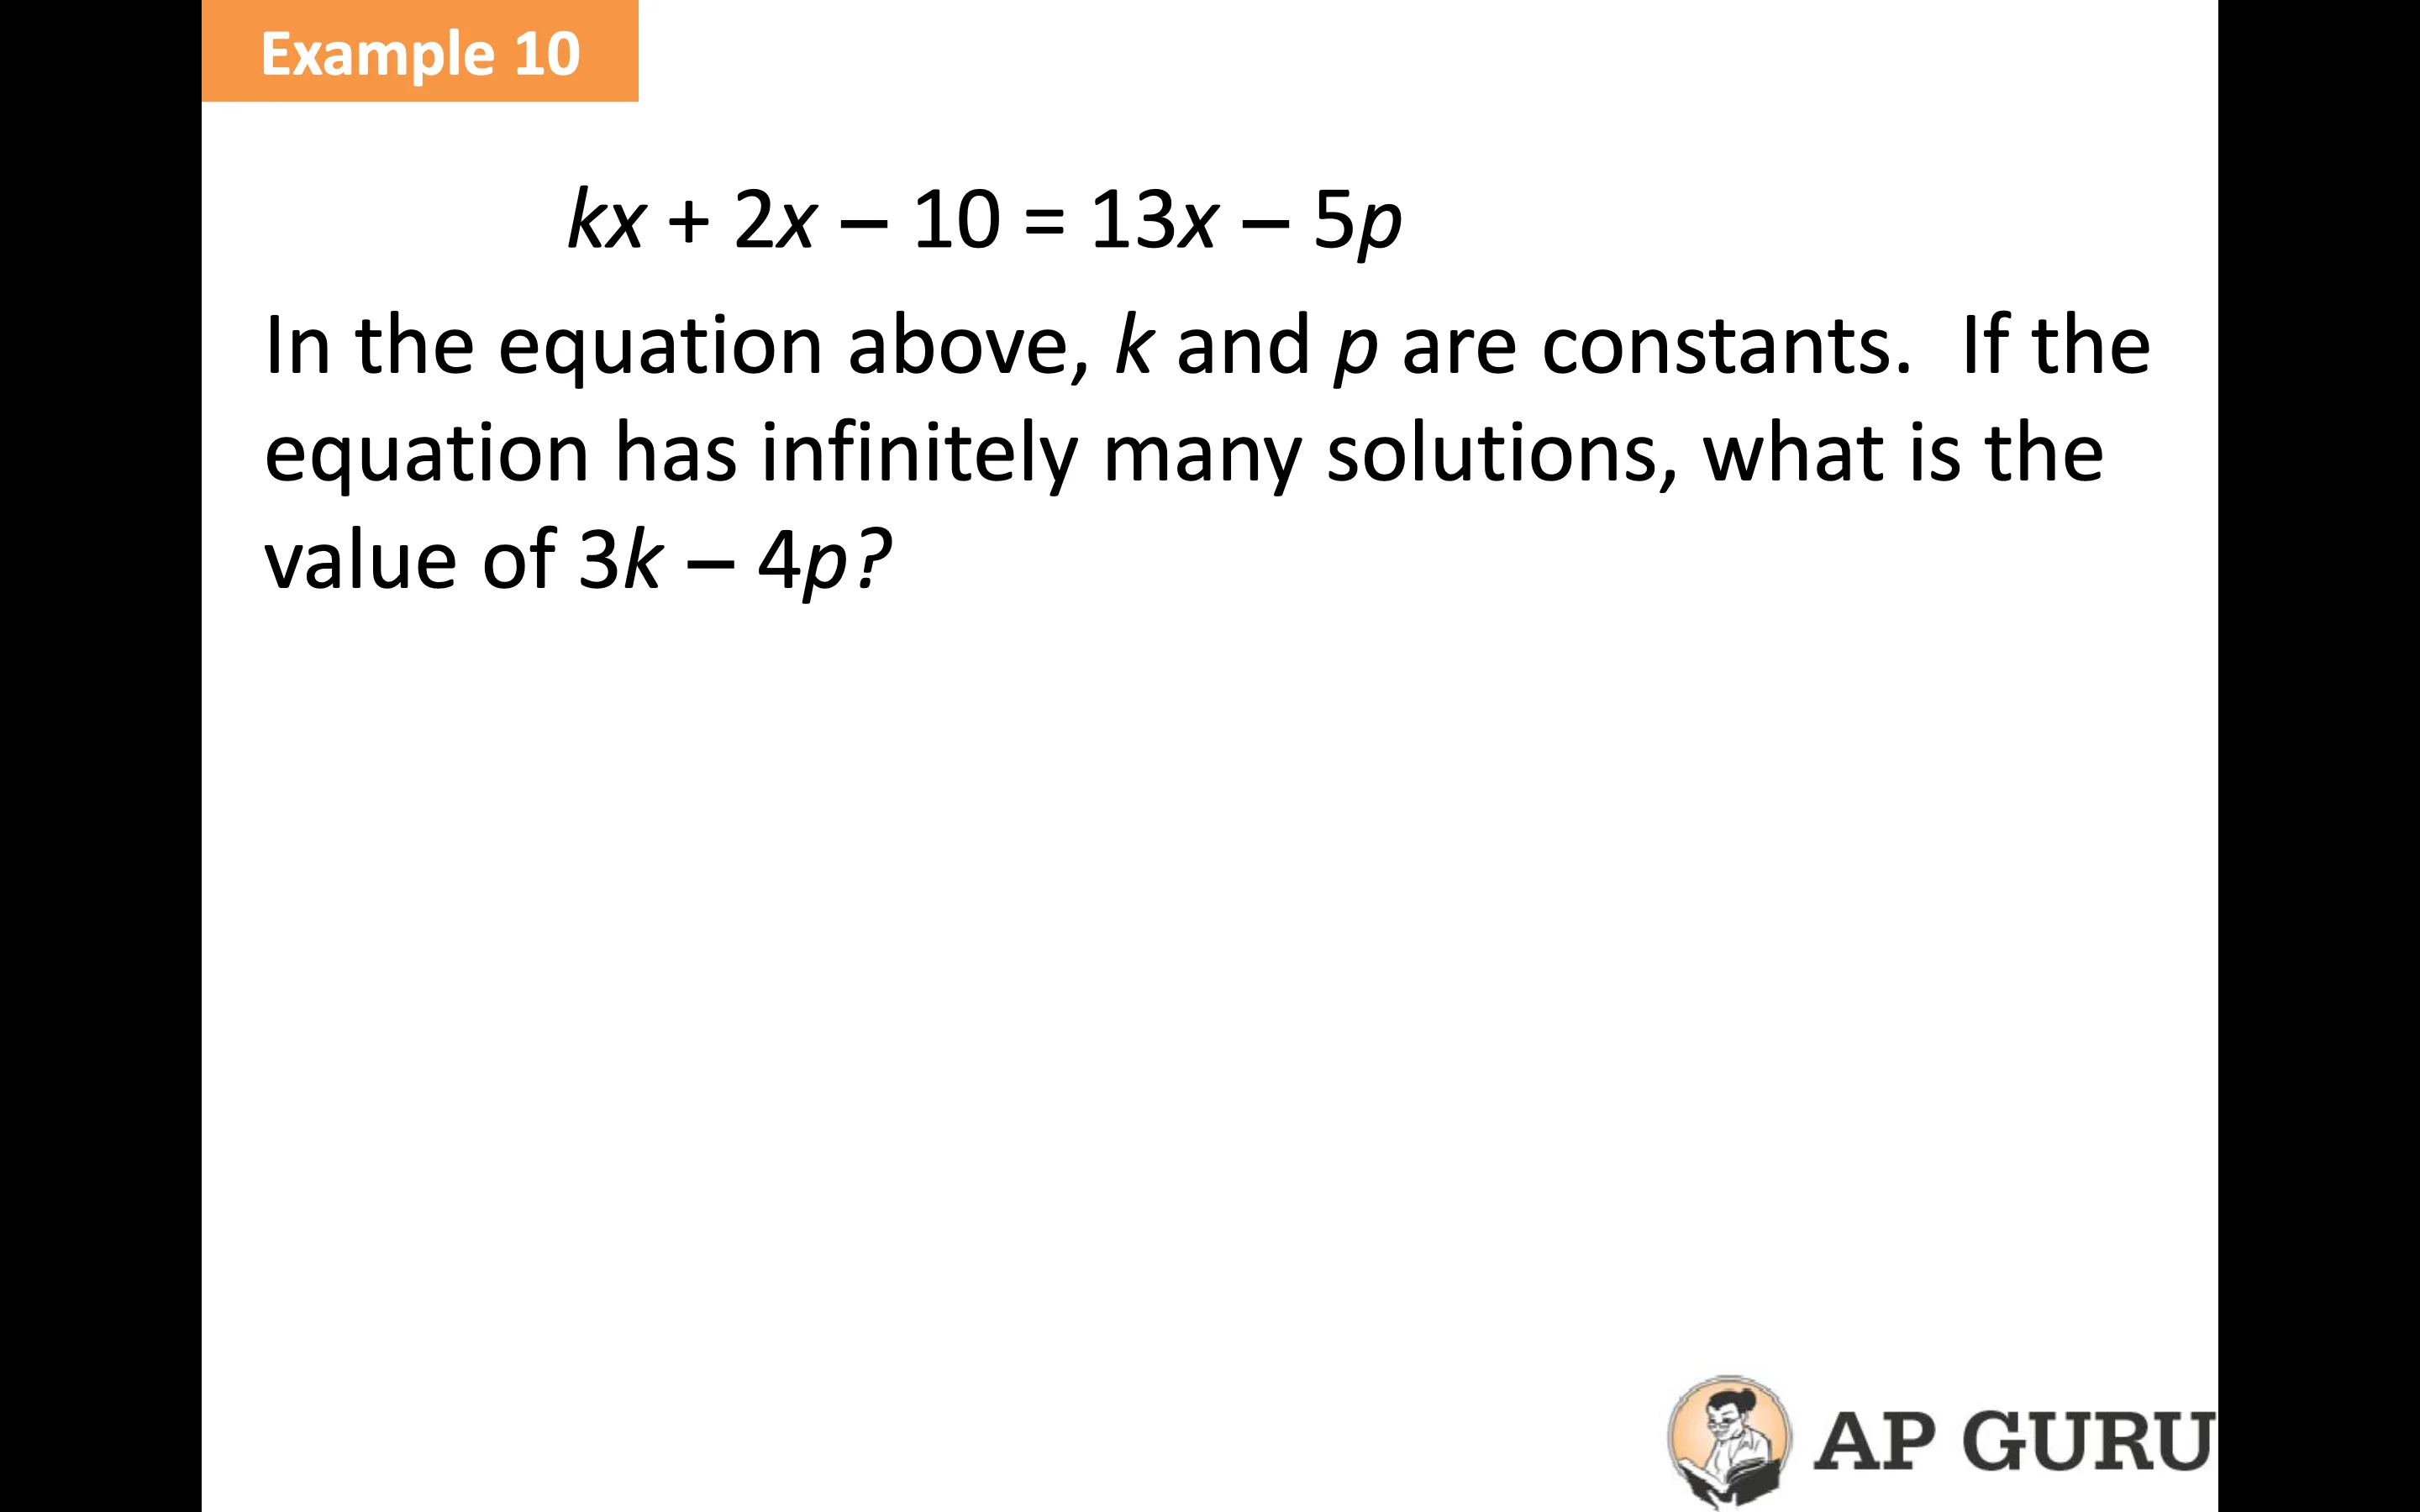 Example 10
kx + 2x – 10 = 13x – 5p
In the equation above, k and p are constants.  If the
equation has infinitely many solutions, what is the
value of 3k – 4p?
AP GURU